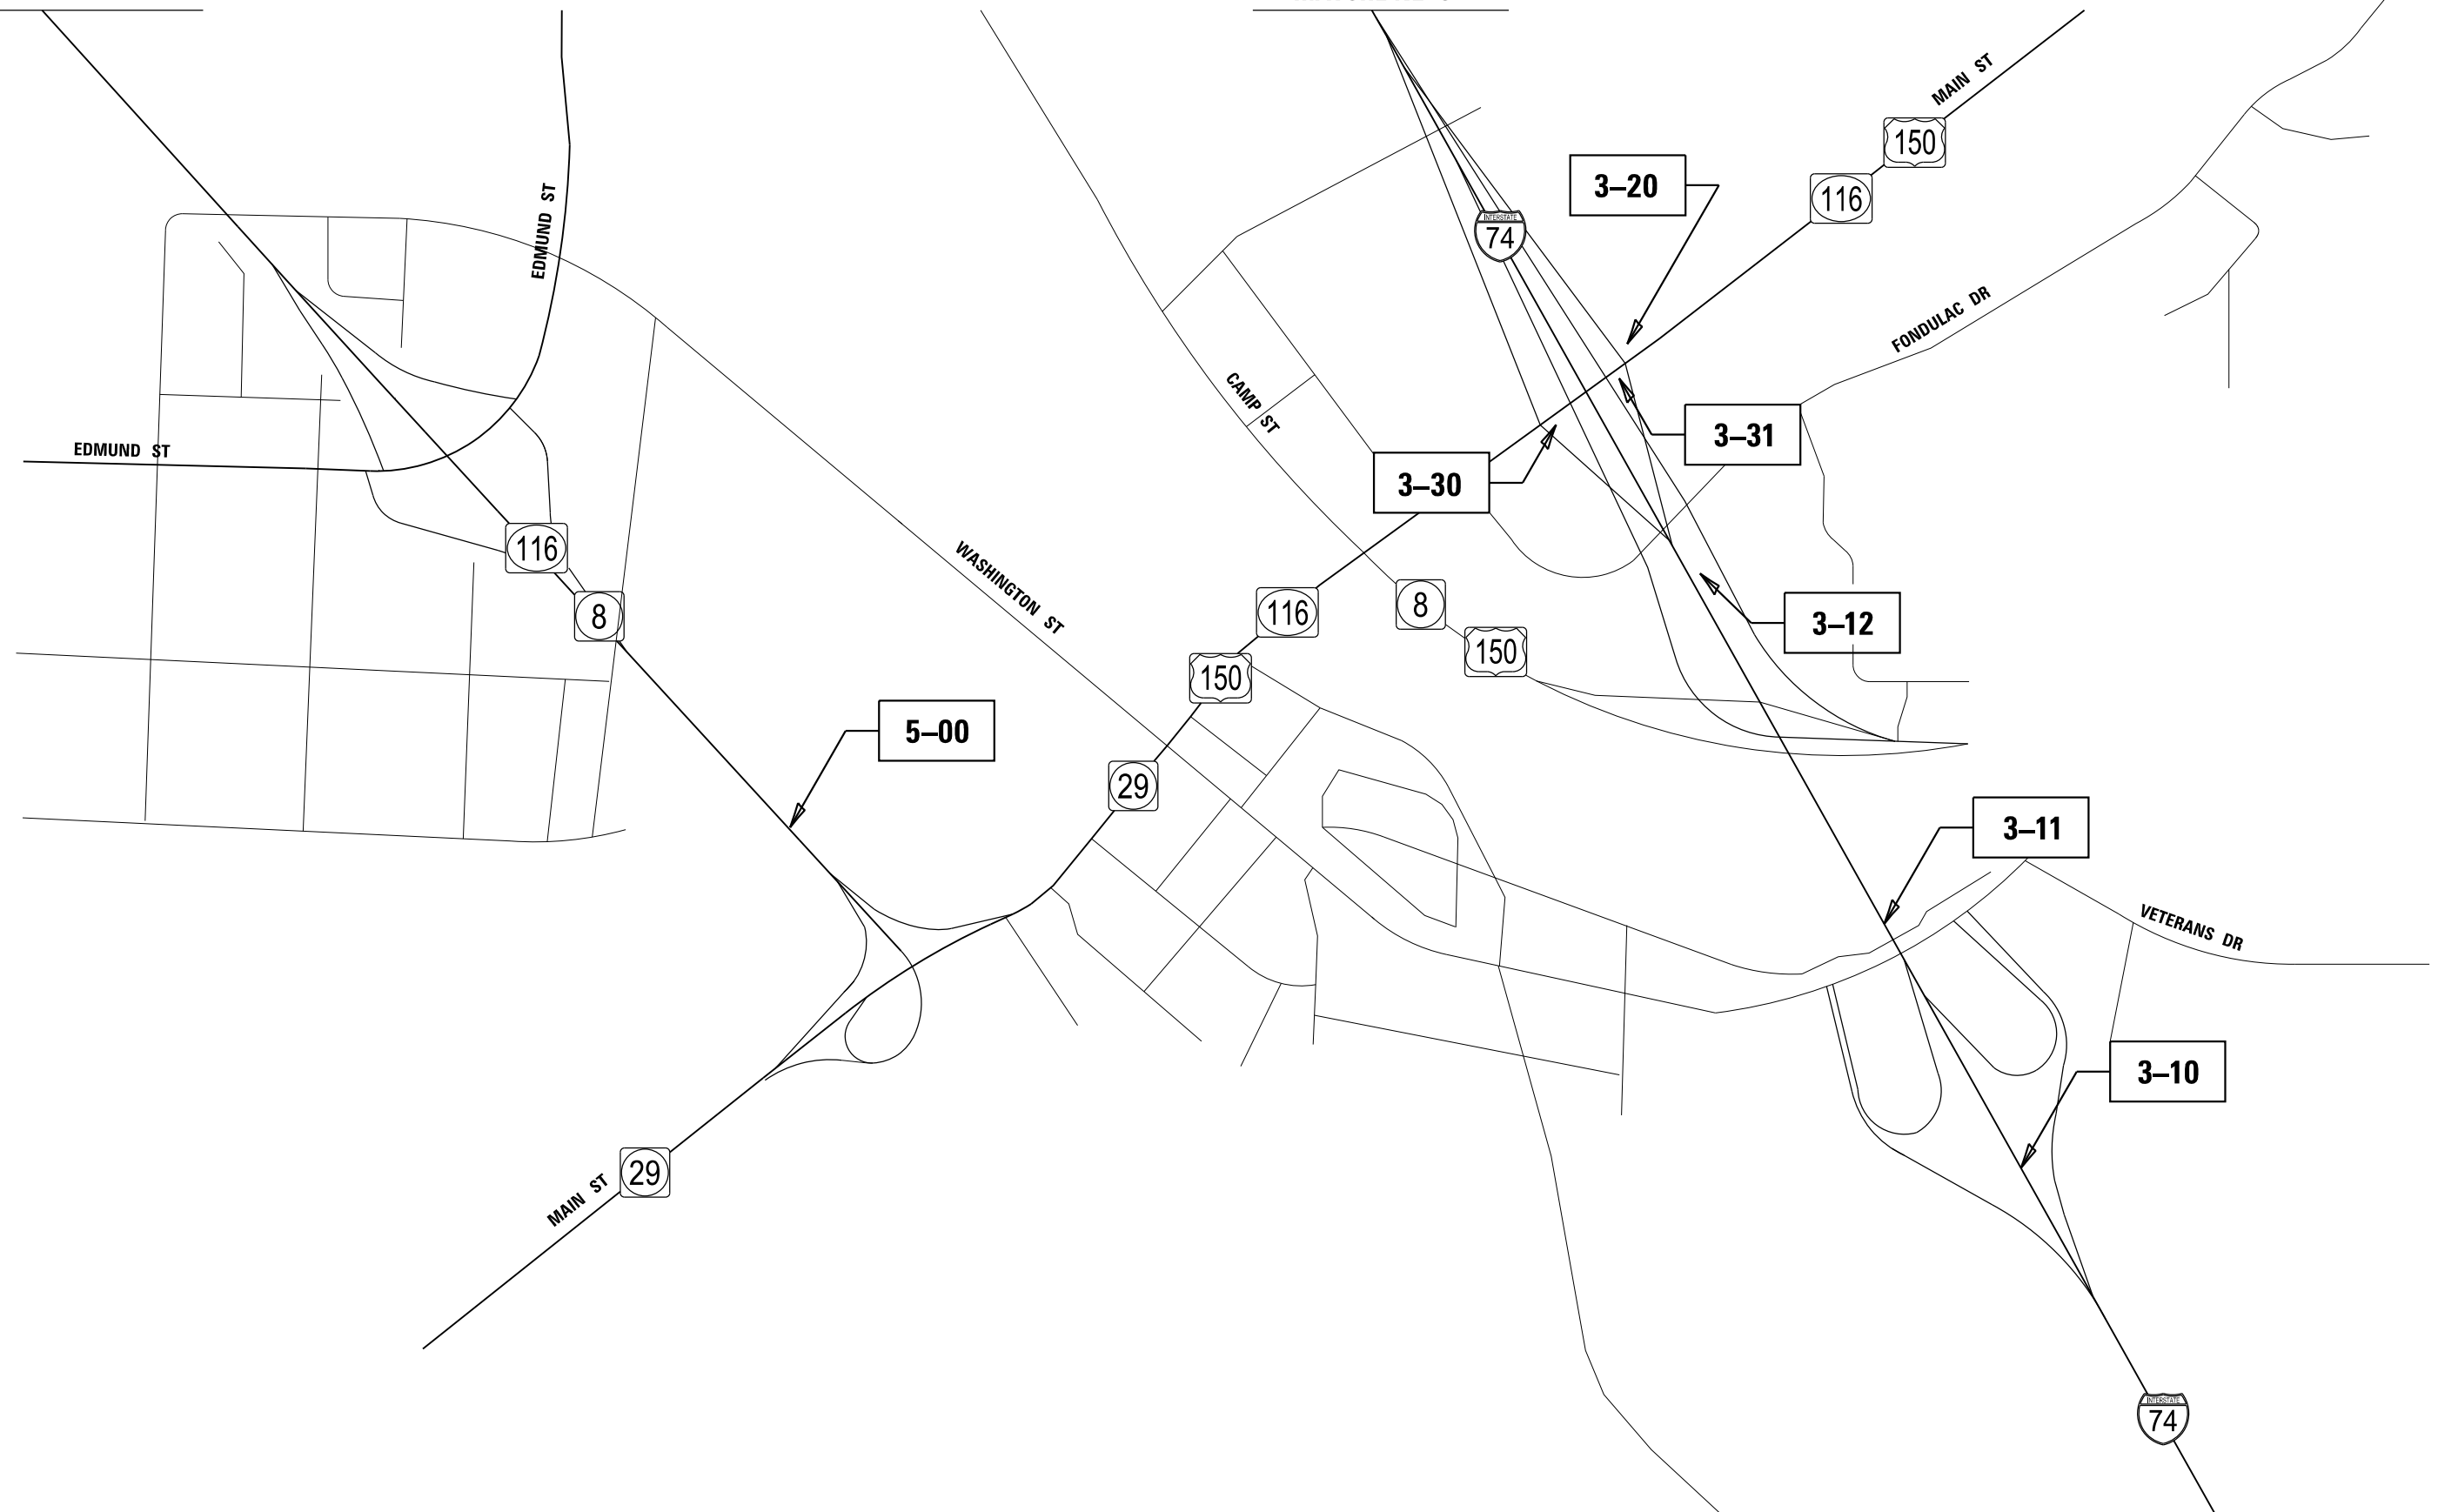 MAIN ST
150
3–20
116
EDMUND ST
INTERSTATE
74
FONDULAC DR
CAMP ST
3–31
EDMUND ST
3–30
116
WASHINGTON ST
8
116
8
3–12
150
150
5–00
29
3–11
VETERANS DR
3–10
29
MAIN ST
INTERSTATE
74